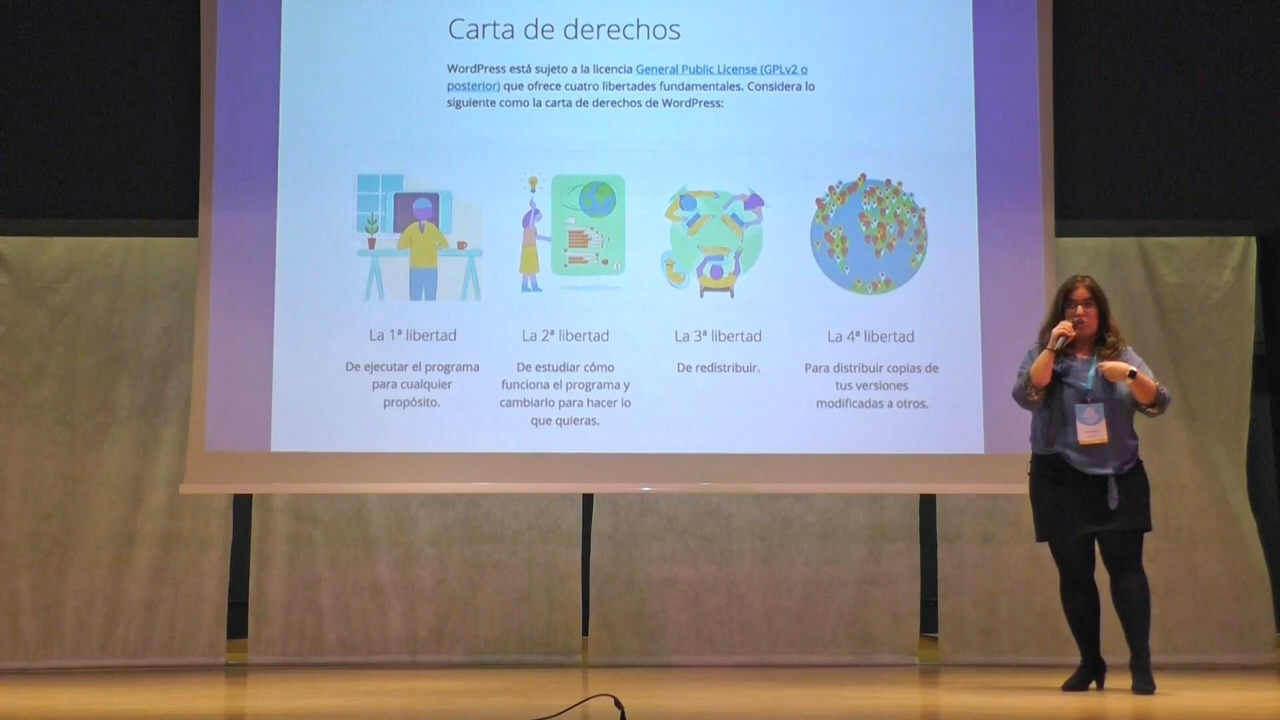 Carta de derechos
WordPress está sujeto a la licencia General Public License (GPLv2 o
posterior) que ofrece cuatro libertades fundamentales. Considera lo
siguiente como la carta de derechos de WordPress:
La 1ª libertad
De ejecutar el programa
para cualquier
propósito.
La 2ª libertad
De estudiar cómo
funciona el programa y
cambiarlo para hacer lo
que quieras.
La 3ª libertad
De redistribuir.
La 4ª libertad
Para distribuir copias de
tus versiones
modificadas a otros.